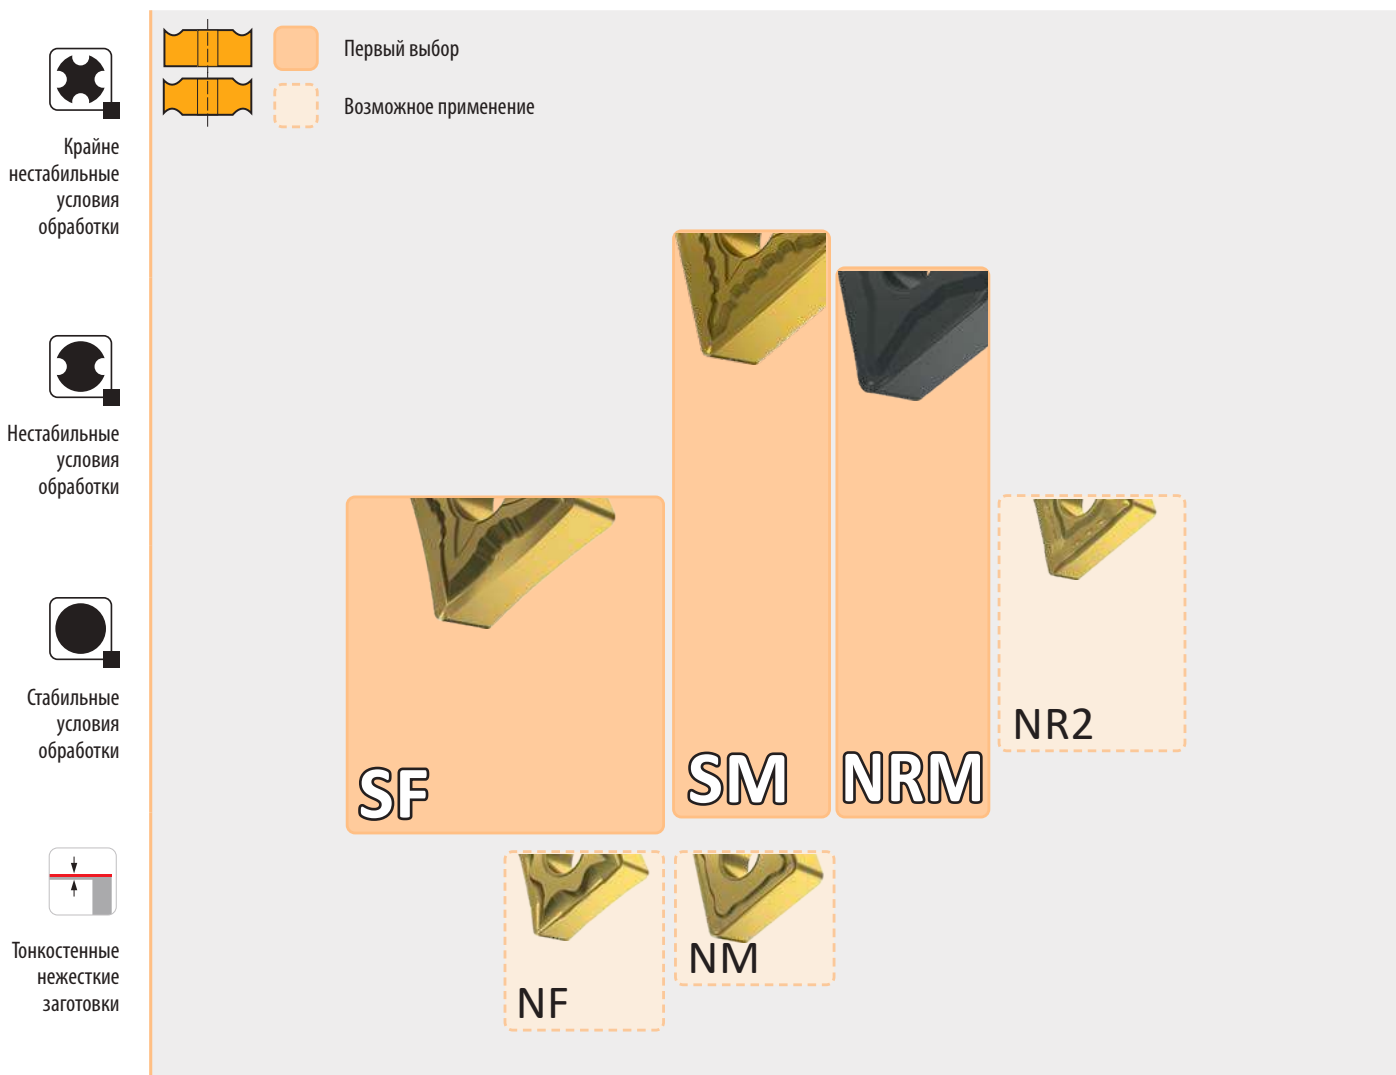 Первый выбор
Возможное применение
Крайне
нестабильные
условия
обработки
Нестабильные
условия
обработки
Стабильные
условия
обработки
Тонкостенные
нежесткие
заготовки
SF
SM
NRM
NR2
NF
NM